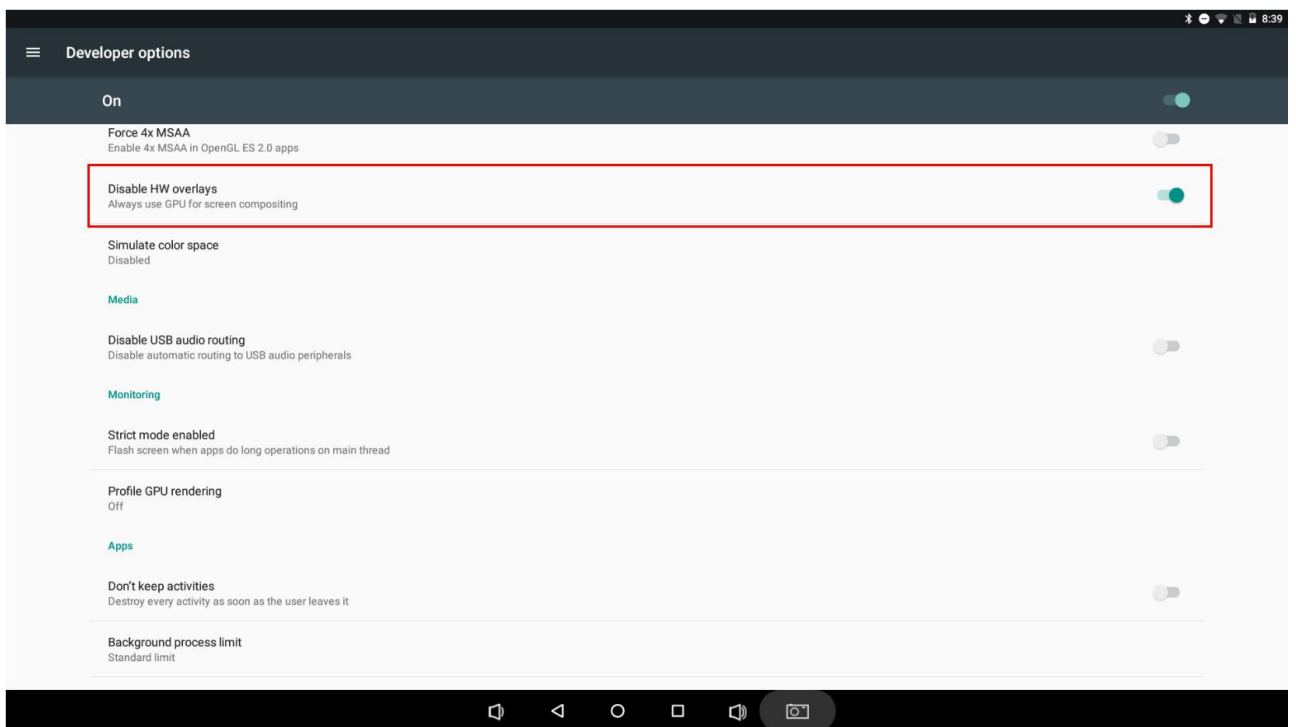 8:39
Developer options
On
Force 4x MSAA
Enable 4x MSAA in OpenGL ES 2.0 apps
Disable HW overlays
Always use GPU for screen compositing
Simulate color space
Disabled
Media
Disable USB audio routing
Disable automatic routing to USB audio peripherals
Monitoring
Strict mode enabled
Flash screen when apps do long operations on main thread
Profile GPU rendering
Off
Apps
Don't keep activities
Destroy every activity as soon as the user leaves it
Background process limit
Standard limit